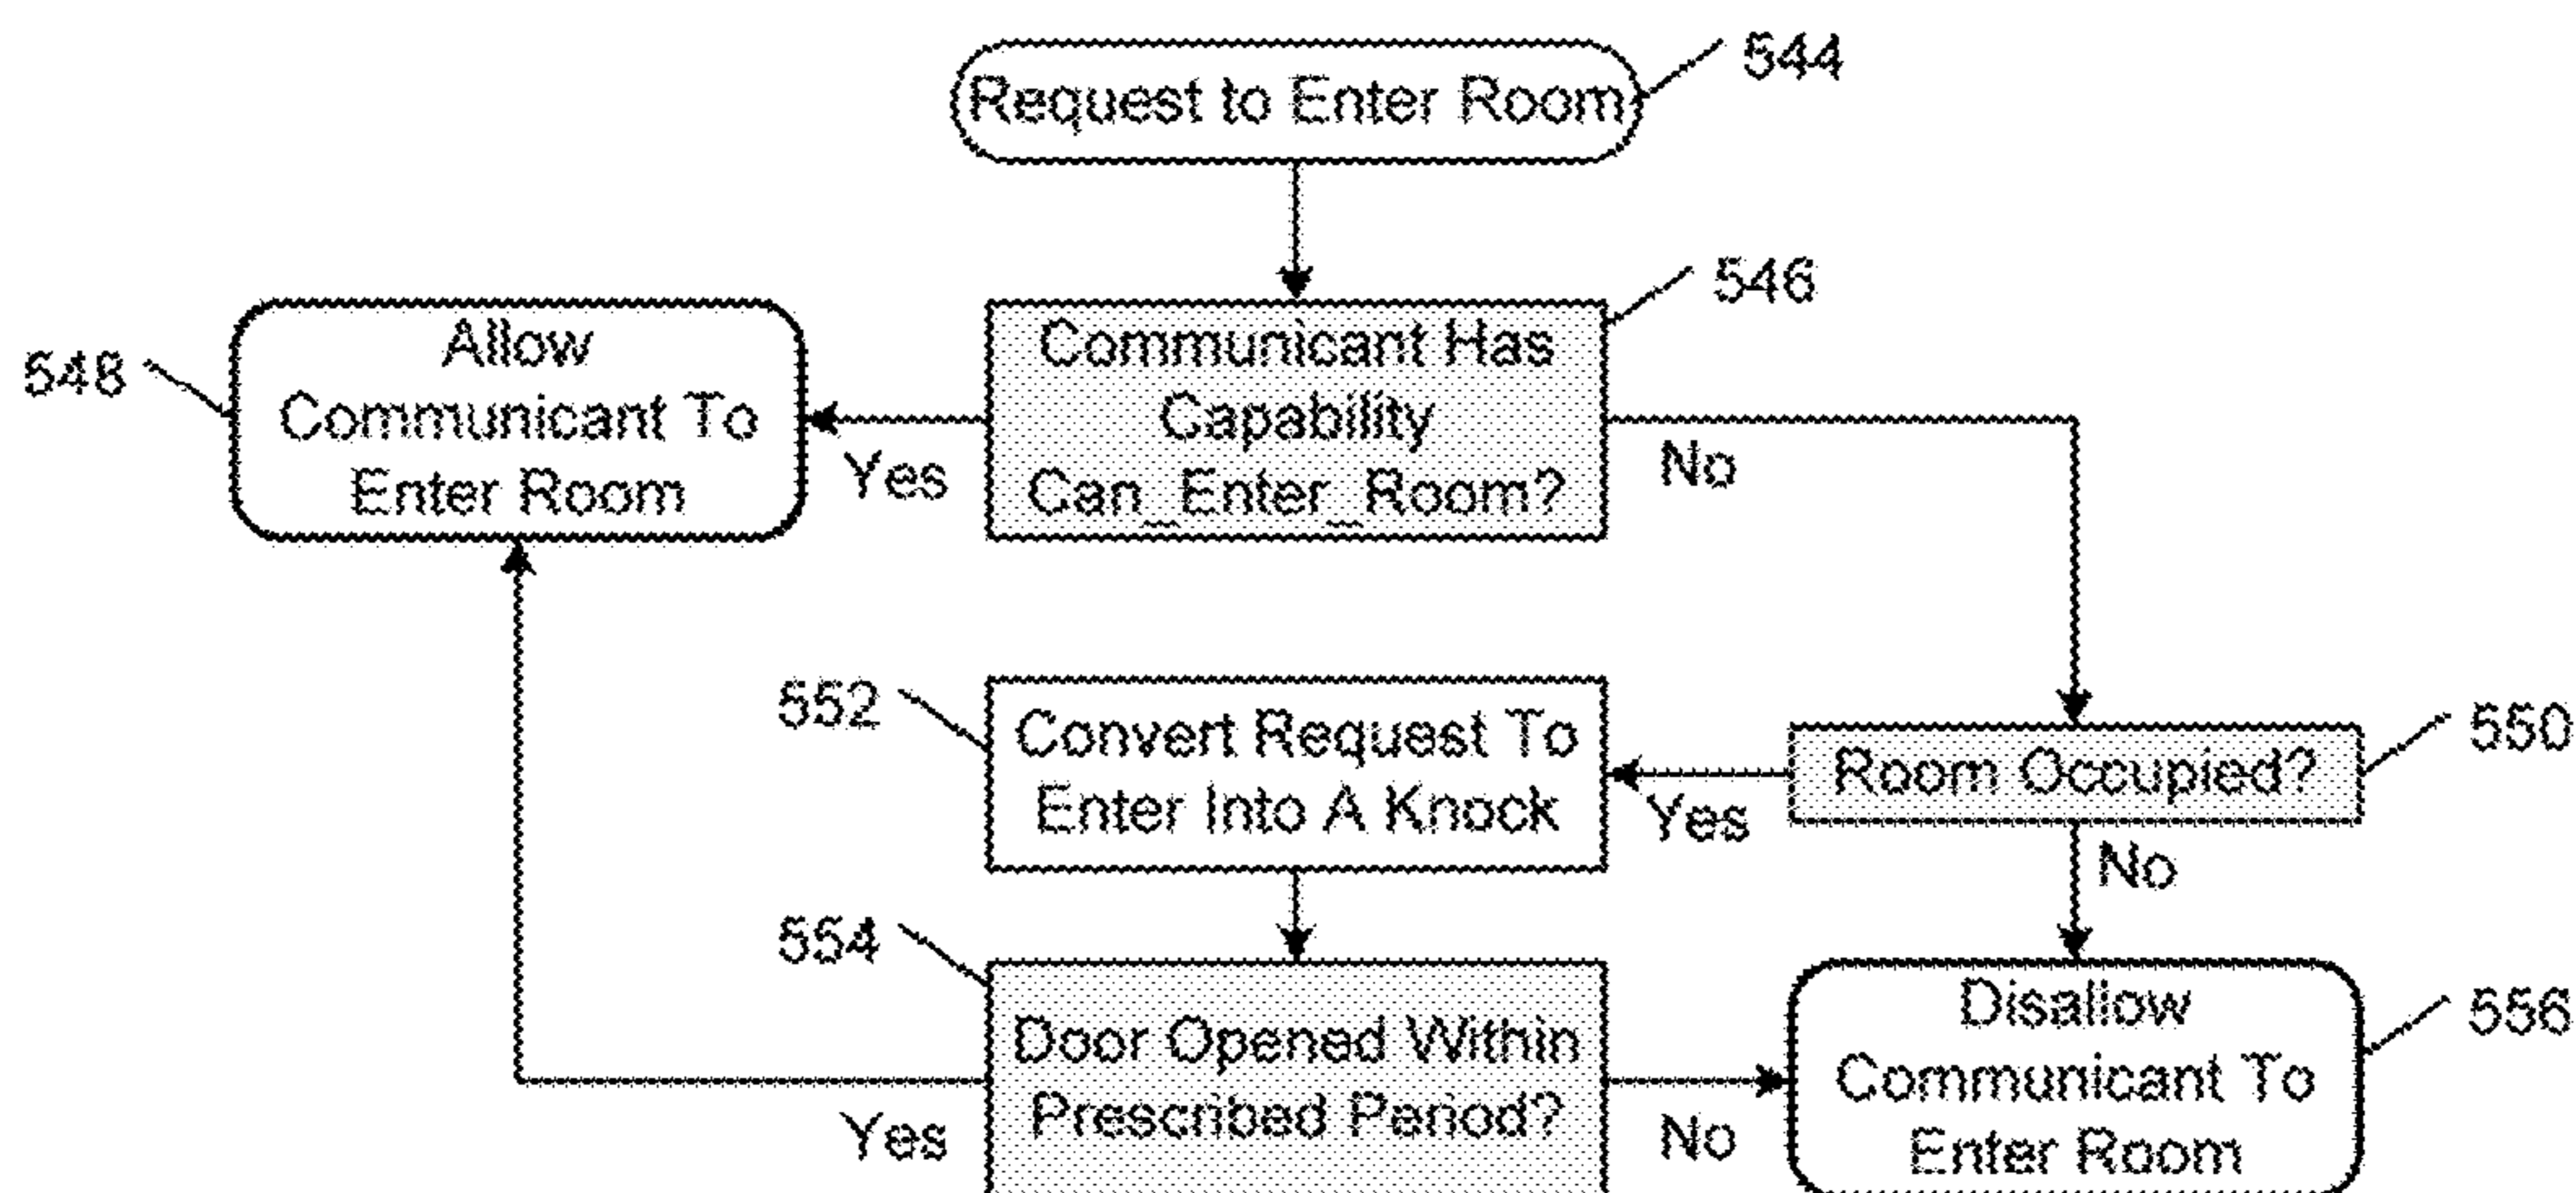 Request to Enter Room
544
546
Communicant Has
Capability
Can_Enter_Room?
548
Allow
Communicant To
Enter Room
Yes
No
552
Convert Request To
Enter Into A Knock
550
Room Occupied?
Yes
No
554
Door Opened Within
Prescribed Period?
Yes
No
556
Disallow
Communicant To
Enter Room